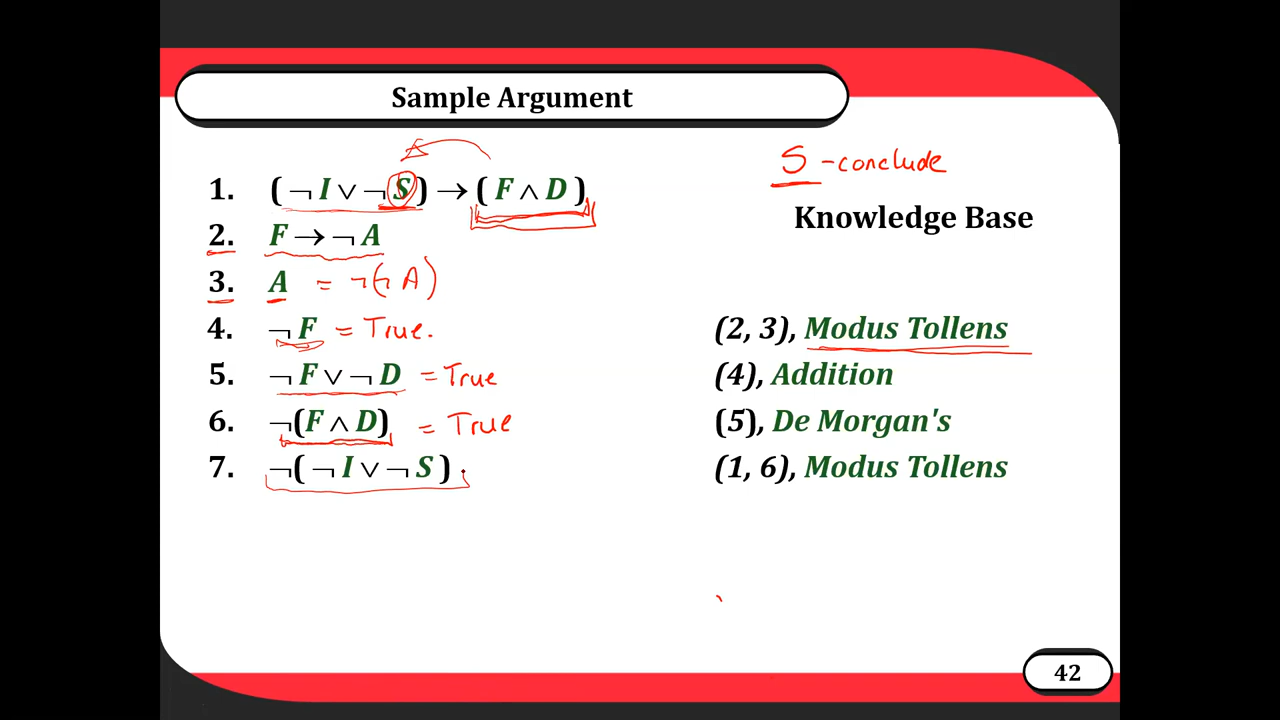 Sample Argument
S - conclude
1. ( ¬ I ∨ ¬ S ) → ( F ∧ D )
Knowledge Base
2. F → ¬ A
3. A = ¬(¬ A)
4. ¬ F = True. (2, 3), Modus Tollens
5. ¬ F ∨ ¬ D = True (4), Addition
6. ¬(F ∧ D) = True (5), De Morgan's
7. ¬( ¬ I ∨ ¬ S ) (1, 6), Modus Tollens
42